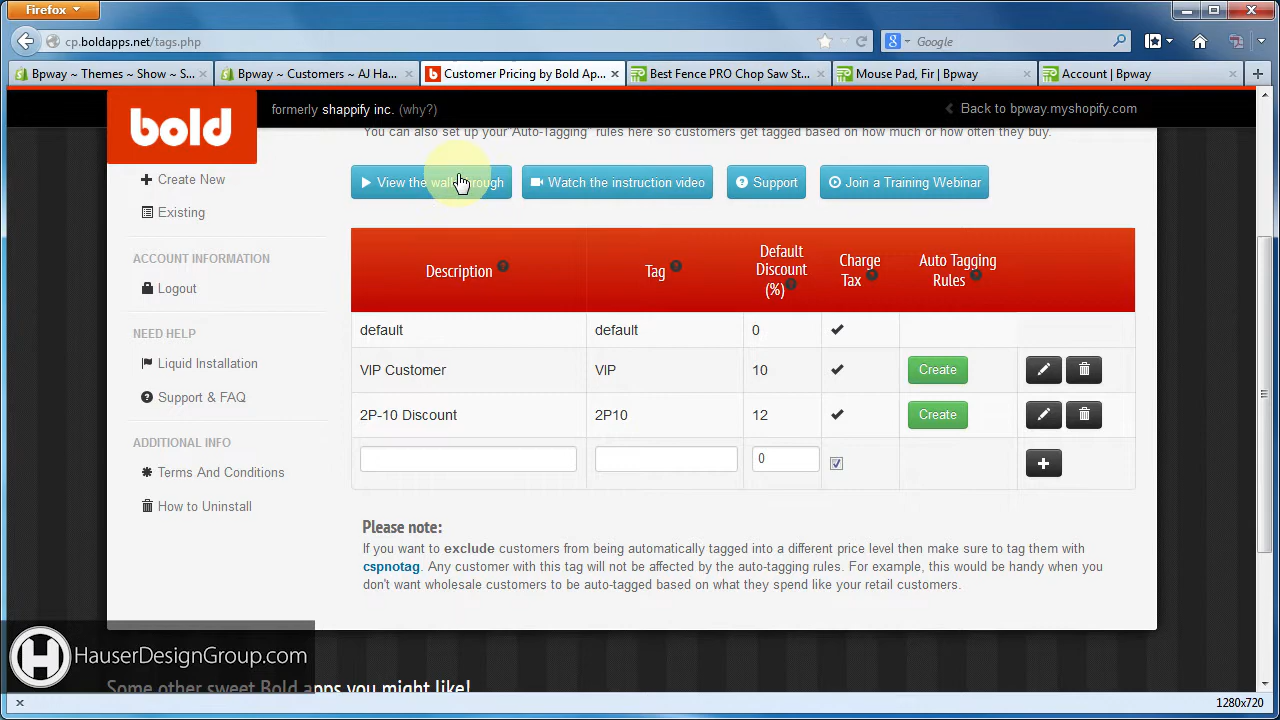 Firefox
cp.boldapps.net/tags.php
Google
Bpway ~ Themes ~ Show ~ S...
Bpway ~ Customers ~ AJ Ha...
Customer Pricing by Bold Ap...
Best Fence PRO Chop Saw St...
Mouse Pad, Fir | Bpway
Account | Bpway
bold
formerly shappify inc. (why?)
Back to bpway.myshopify.com
You can also set up your "Auto-Tagging" rules here so customers get tagged based on how much or how often they buy.
Create New
Existing
ACCOUNT INFORMATION
Logout
NEED HELP
Liquid Installation
Support & FAQ
ADDITIONAL INFO
Terms And Conditions
How to Uninstall
View the walkthrough
Watch the instruction video
Support
Join a Training Webinar
Description
Tag
Default
Discount
(%)
Charge
Tax
Auto Tagging
Rules
default default 0
VIP Customer VIP 10 Create
2P-10 Discount 2P10 12 Create
0
Please note:
If you want to exclude customers from being automatically tagged into a different price level then make sure to tag them with
cspnotag. Any customer with this tag will not be affected by the auto-tagging rules. For example, this would be handy when you
don't want wholesale customers to be auto-tagged based on what they spend like your retail customers.
H HauserDesignGroup.com
Some other sweet Bold apps you might like!
1280x720